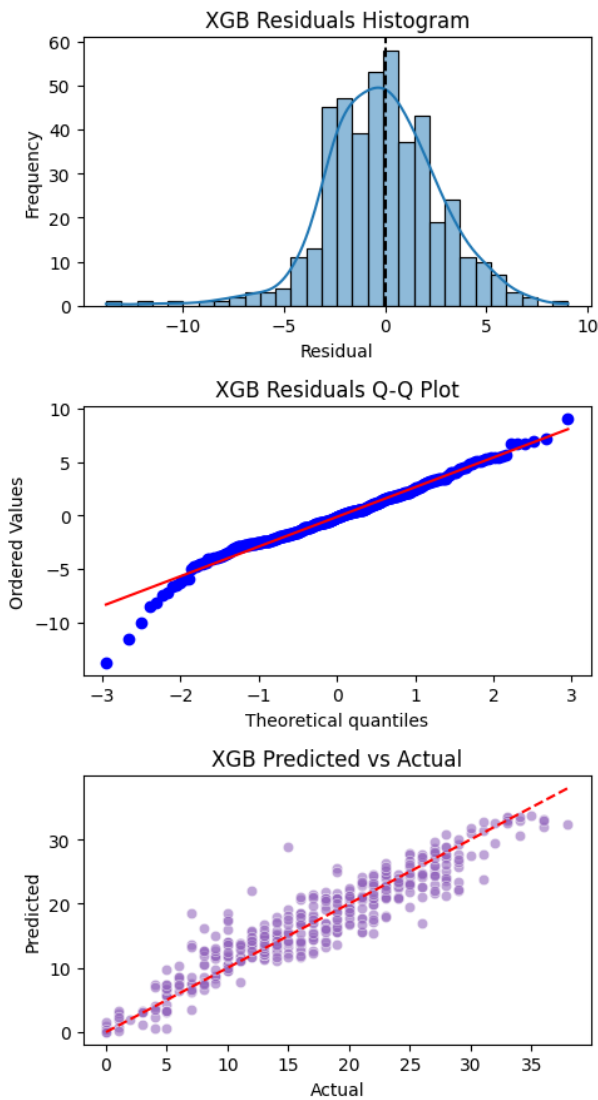 XGB Residuals Histogram
60
50
40
30
20
10
0
Frequency
−10 −5 0 5 10
Residual
XGB Residuals Q-Q Plot
10
5
0
−5
−10
Ordered Values
−3 −2 −1 0 1 2 3
Theoretical quantiles
XGB Predicted vs Actual
30
20
10
0
Predicted
0 5 10 15 20 25 30 35
Actual